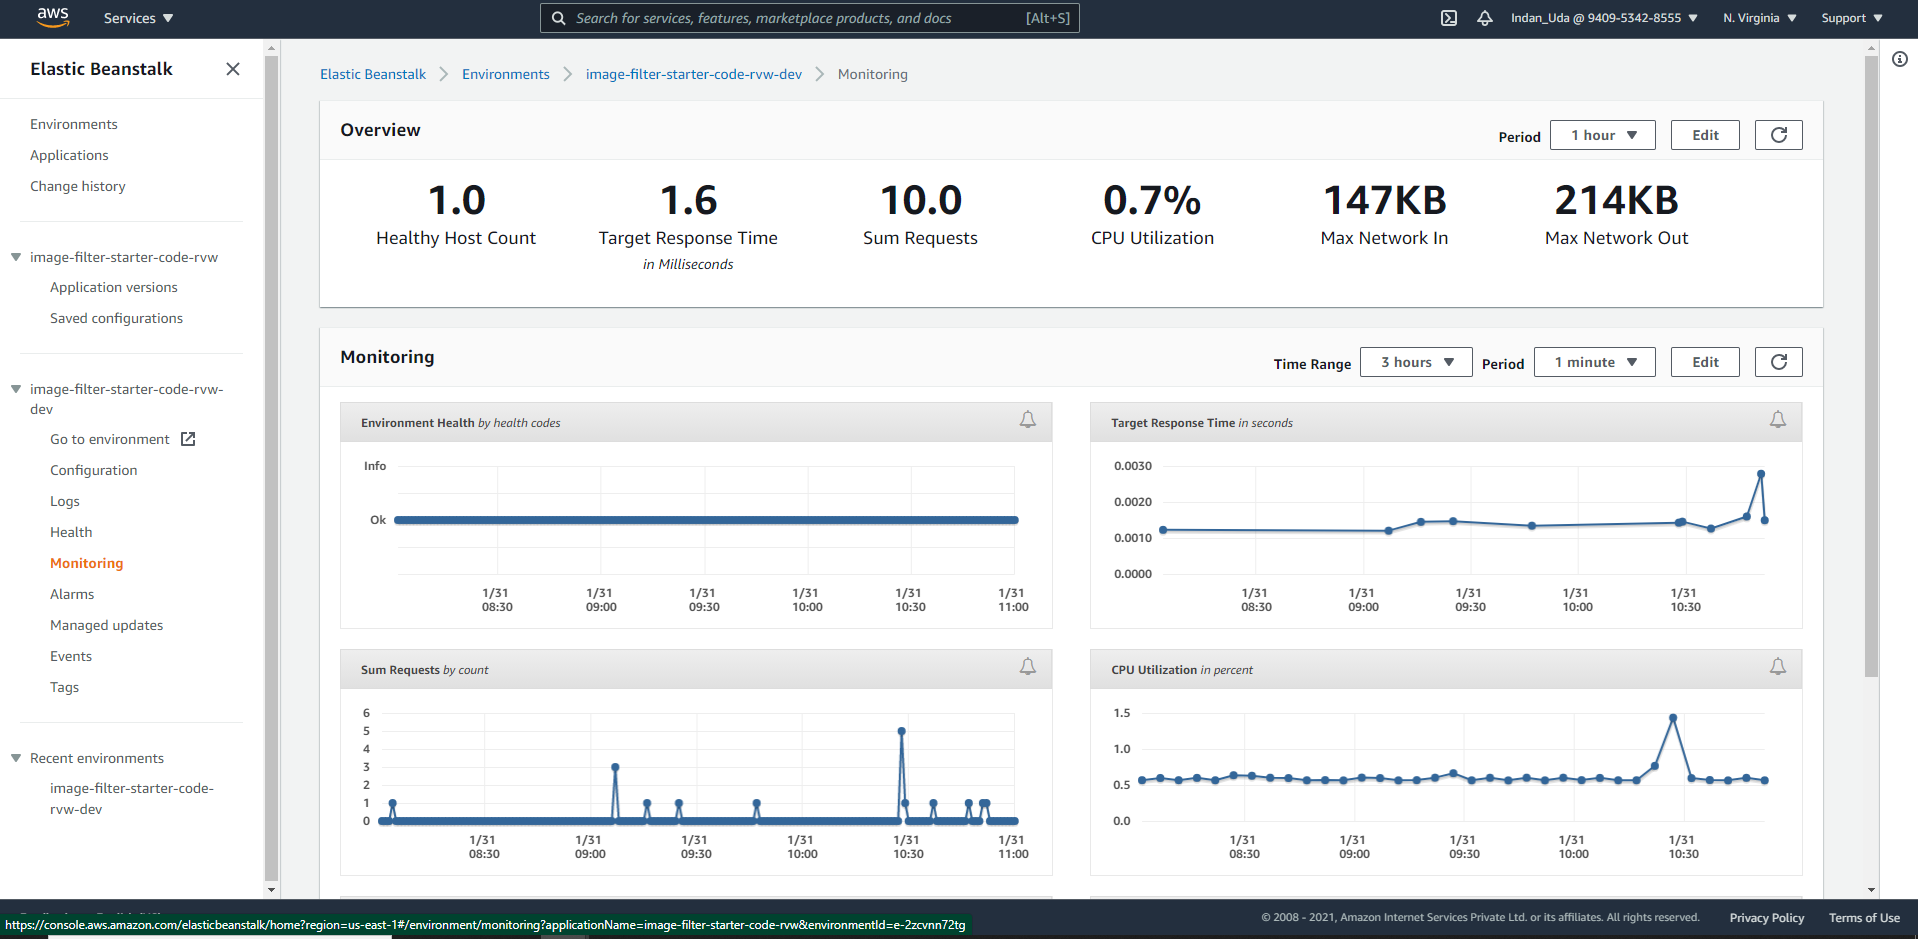 aws
Services
Search for services, features, marketplace products, and docs [Alt+S]
Indan_Uda @ 9409-5342-8555
N. Virginia
Support
Elastic Beanstalk
Environments
Applications
Change history
image-filter-starter-code-rvw
Application versions
Saved configurations
image-filter-starter-code-rvw-
dev
Go to environment
Configuration
Logs
Health
Monitoring
Alarms
Managed updates
Events
Tags
Recent environments
image-filter-starter-code-
rvw-dev
Elastic Beanstalk
Environments
image-filter-starter-code-rvw-dev
Monitoring
Overview
Period
1 hour
Edit
1.0
Healthy Host Count
1.6
Target Response Time
in Milliseconds
10.0
Sum Requests
0.7%
CPU Utilization
147KB
Max Network In
214KB
Max Network Out
Monitoring
Time Range
3 hours
Period
1 minute
Edit
Environment Health by health codes
Info
Ok
1/31 1/31 1/31 1/31 1/31 1/31
08:30 09:00 09:30 10:00 10:30 11:00
Target Response Time in seconds
0.0030
0.0020
0.0010
0.0000
1/31 1/31 1/31 1/31 1/31
08:30 09:00 09:30 10:00 10:30
Sum Requests by count
6
5
4
3
2
1
0
1/31 1/31 1/31 1/31 1/31 1/31
08:30 09:00 09:30 10:00 10:30 11:00
CPU Utilization in percent
1.5
1.0
0.5
0.0
1/31 1/31 1/31 1/31 1/31
08:30 09:00 09:30 10:00 10:30
https://console.aws.amazon.com/elasticbeanstalk/home?region=us-east-1#/environment/monitoring?applicationName=image-filter-starter-code-rvw&environmentId=e-2zcvnn72tg
© 2008 - 2021, Amazon Internet Services Private Ltd. or its affiliates. All rights reserved.
Privacy Policy
Terms of Use